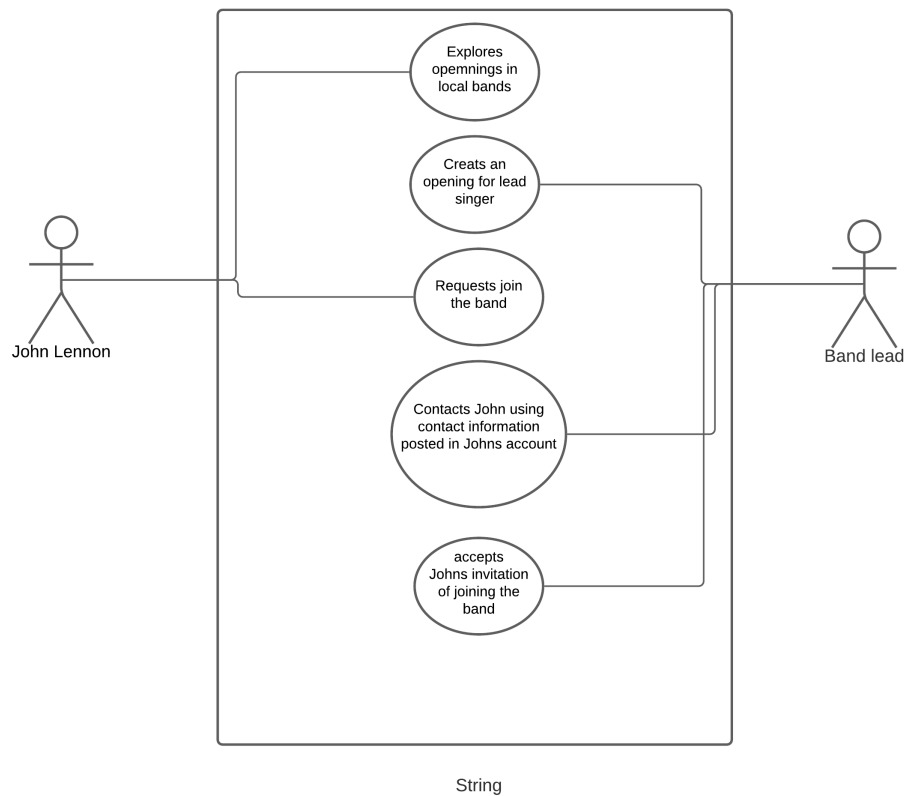 Explores
opemnings in
local bands
Creats an
opening for lead
singer
Requests join
the band
John Lennon
Band lead
Contacts John using
contact information
posted in Johns account
accepts
Johns invitation
of joining the
band
String